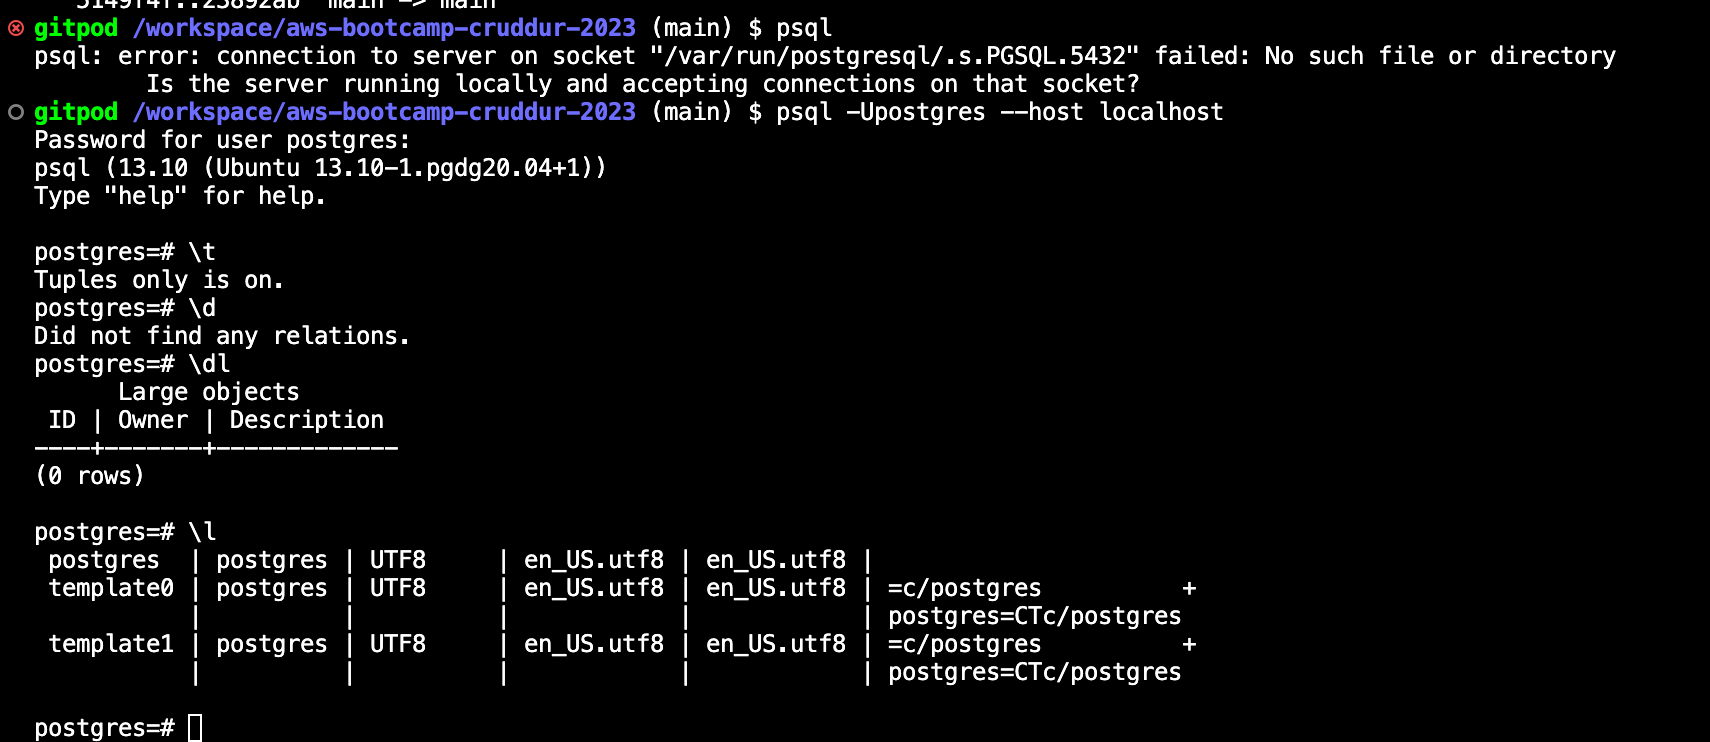 5149f4f..23892ab  main -> main
gitpod /workspace/aws-bootcamp-cruddur-2023 (main) $ psql
psql: error: connection to server on socket "/var/run/postgresql/.s.PGSQL.5432" failed: No such file or directory
        Is the server running locally and accepting connections on that socket?
gitpod /workspace/aws-bootcamp-cruddur-2023 (main) $ psql -Upostgres --host localhost
Password for user postgres:
psql (13.10 (Ubuntu 13.10-1.pgdg20.04+1))
Type "help" for help.

postgres=# \t
Tuples only is on.
postgres=# \d
Did not find any relations.
postgres=# \dl
      Large objects
 ID | Owner | Description
----+-------+-------------
(0 rows)

postgres=# \l
 postgres  | postgres | UTF8     | en_US.utf8 | en_US.utf8 |
 template0 | postgres | UTF8     | en_US.utf8 | en_US.utf8 | =c/postgres          +
           |          |          |            |            | postgres=CTc/postgres
 template1 | postgres | UTF8     | en_US.utf8 | en_US.utf8 | =c/postgres          +
           |          |          |            |            | postgres=CTc/postgres

postgres=#